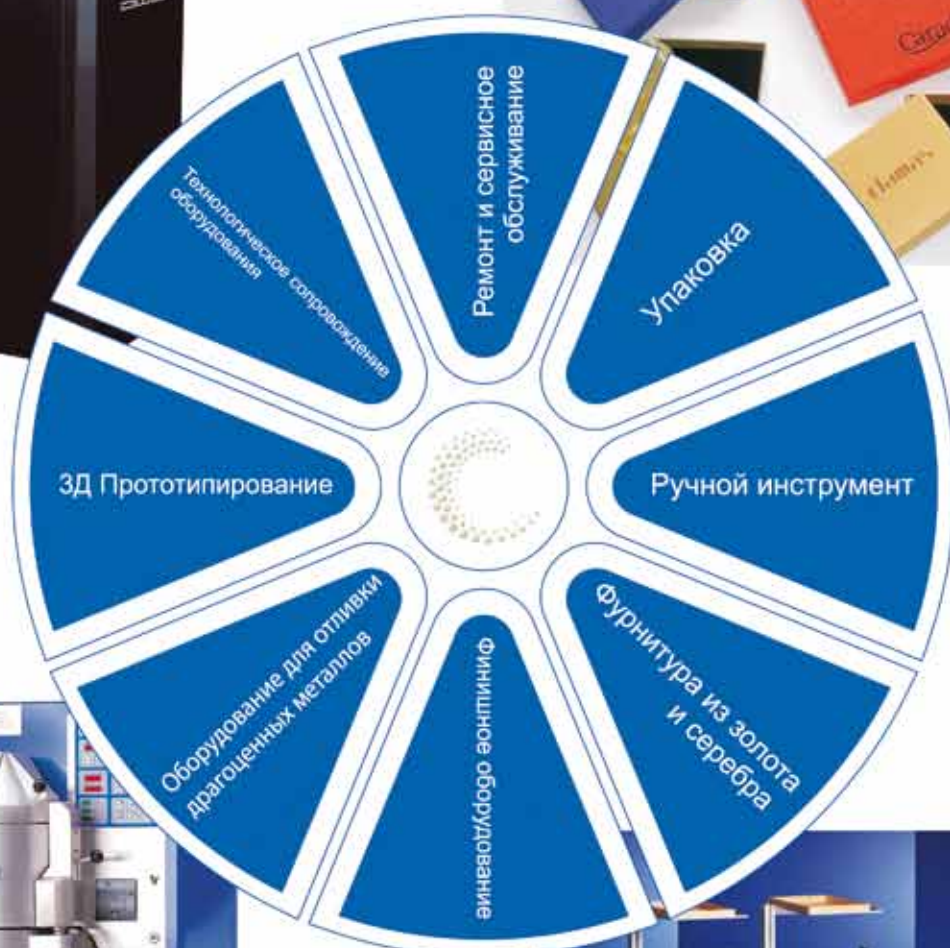 Ремонт и сервисное
обслуживание
Упаковка
Ручной инструмент
Фурнитура из золота
и серебра
Финишное оборудование
Оборудование для отливки
драгоценных металлов
3Д Прототипирование
Технологическое сопровождение
оборудования